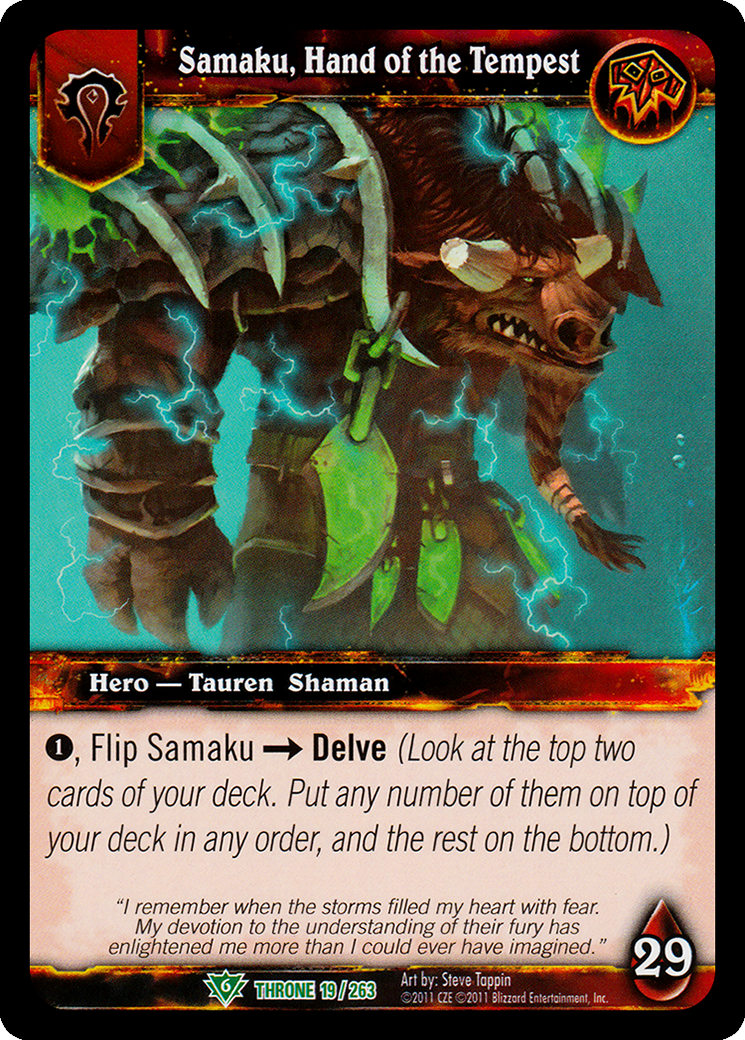 Samaku, Hand of the Tempest
Hero — Tauren Shaman
1, Flip Samaku → Delve (Look at the top two
cards of your deck. Put any number of them on top of
your deck in any order, and the rest on the bottom.)
“I remember when the storms filled my heart with fear.
My devotion to the understanding of their fury has
enlightened me more than I could ever have imagined.”
29
6 THRONE 19/263
Art by: Steve Tappin
©2011 CZE ©2011 Blizzard Entertainment, Inc.